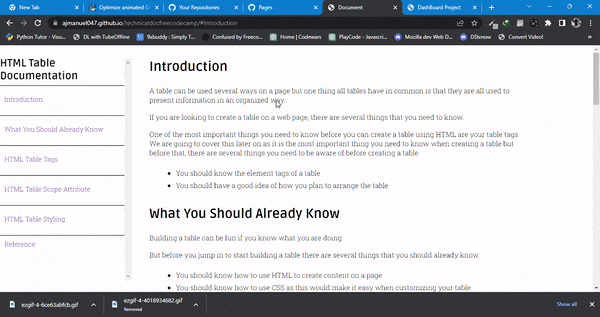 New Tab
Optimize animated G
Your Repositories
Pages
Document
DashBoard Project
ajmanuel047.github.io/technicaldocfreecodecamp/#Introduction
Python Tutor - Visu
DL with TubeOffline
9xbuddy | Simply T
Confused by Freeco
Home | Codewars
PlayCode - Javascri
Mozilla dev Web D
DStvnow
Convert Video!
HTML Table
Documentation
Introduction
What You Should Already Know
HTML Table Tags
HTML Table Scope Attribute
HTML Table Styling
Reference
Introduction
A table can be used several ways on a page but one thing all tables have in common is that they are all used to
present information in an organized way.
If you are looking to create a table on a web page, there are several things that you need to know.
One of the most important things you need to know before you can create a table using HTML are your table tags.
We are going to cover this later on as it is the most important thing you need to know when creating a table but
before that, there are several things you need to be aware of before creating a table
You should know the element tags of a table
You should have a good idea of how you plan to arrange the table
What You Should Already Know
Building a table can be fun if you know what you are doing
But before you jump in to start building a table there are several things that you should already know.
You should know how to use HTML to create content on a page
You should know how to use CSS as this would make it easy when customizing your table
ezgif-4-6ce63abfcb.gif
ezgif-4-4018934682.gif
Removed
Show all